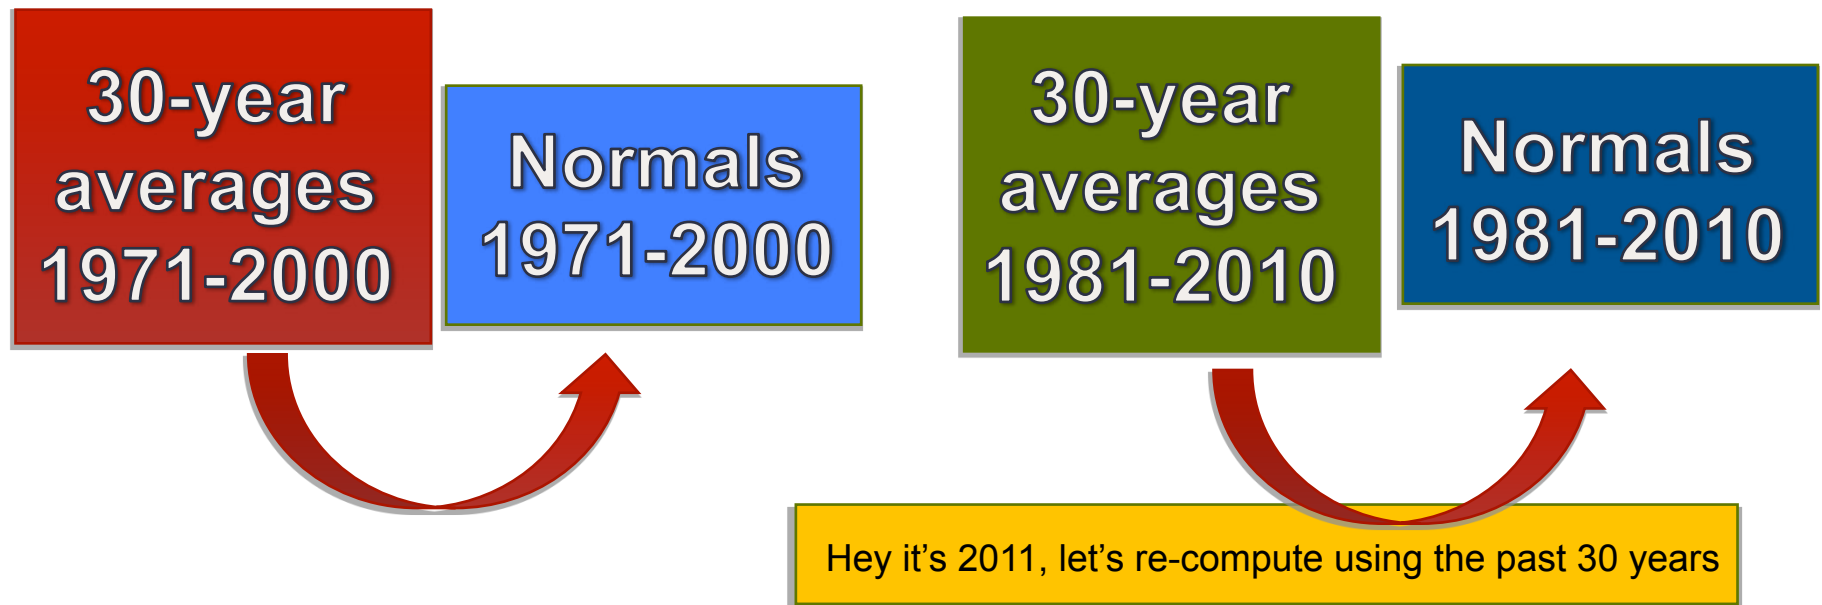 30-year
averages
1971-2000
Normals
1971-2000
30-year
averages
1981-2010
Normals
1981-2010
Hey it’s 2011, let’s re-compute using the past 30 years